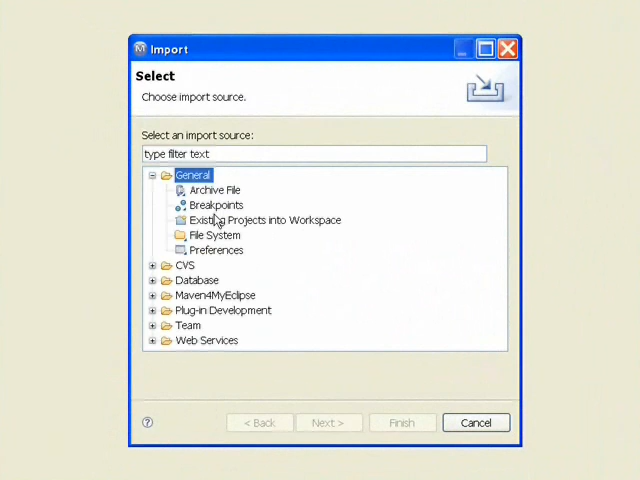 Import
Select
Choose import source.
Select an import source:
type filter text
General
Archive File
Breakpoints
Existing Projects into Workspace
File System
Preferences
CVS
Database
Maven4MyEclipse
Plug-in Development
Team
Web Services
< Back Next > Finish Cancel